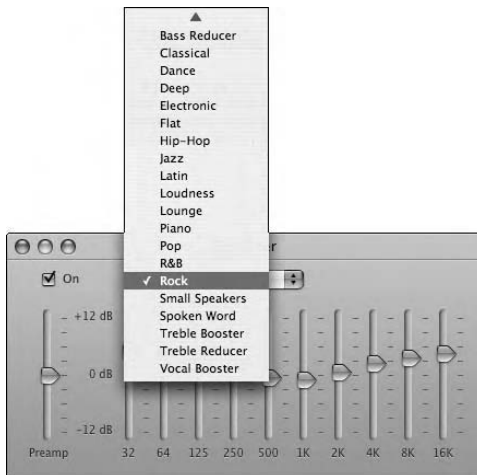 Bass Reducer
Classical
Dance
Deep
Electronic
Flat
Hip-Hop
Jazz
Latin
Loudness
Lounge
Piano
Pop
R&B
✓ Rock
Small Speakers
Spoken Word
Treble Booster
Treble Reducer
Vocal Booster
On
+12 dB
0 dB
-12 dB
Preamp 32 64 125 250 500 1K 2K 4K 8K 16K